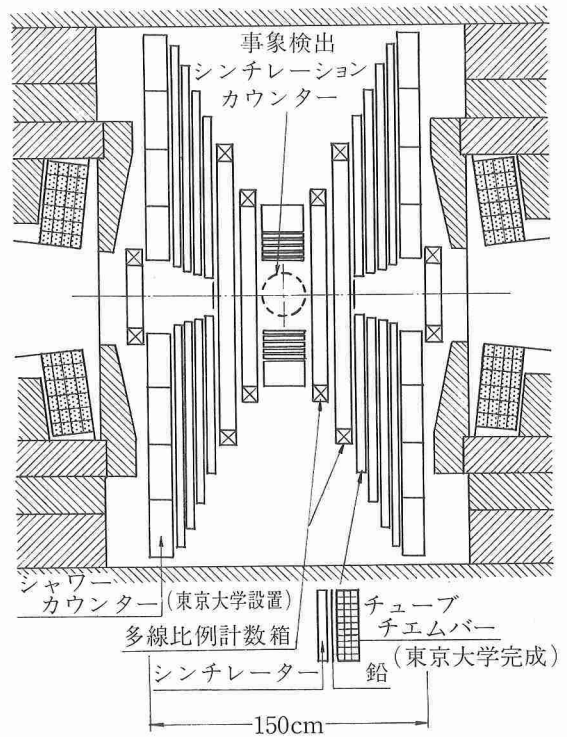 事象検出
シンチレーション
カウンター
シャワー
カウンター(東京大学設置)
多線比例計数箱
シンチレーター
鉛
チューブ
チエムバー
(東京大学完成)
150cm